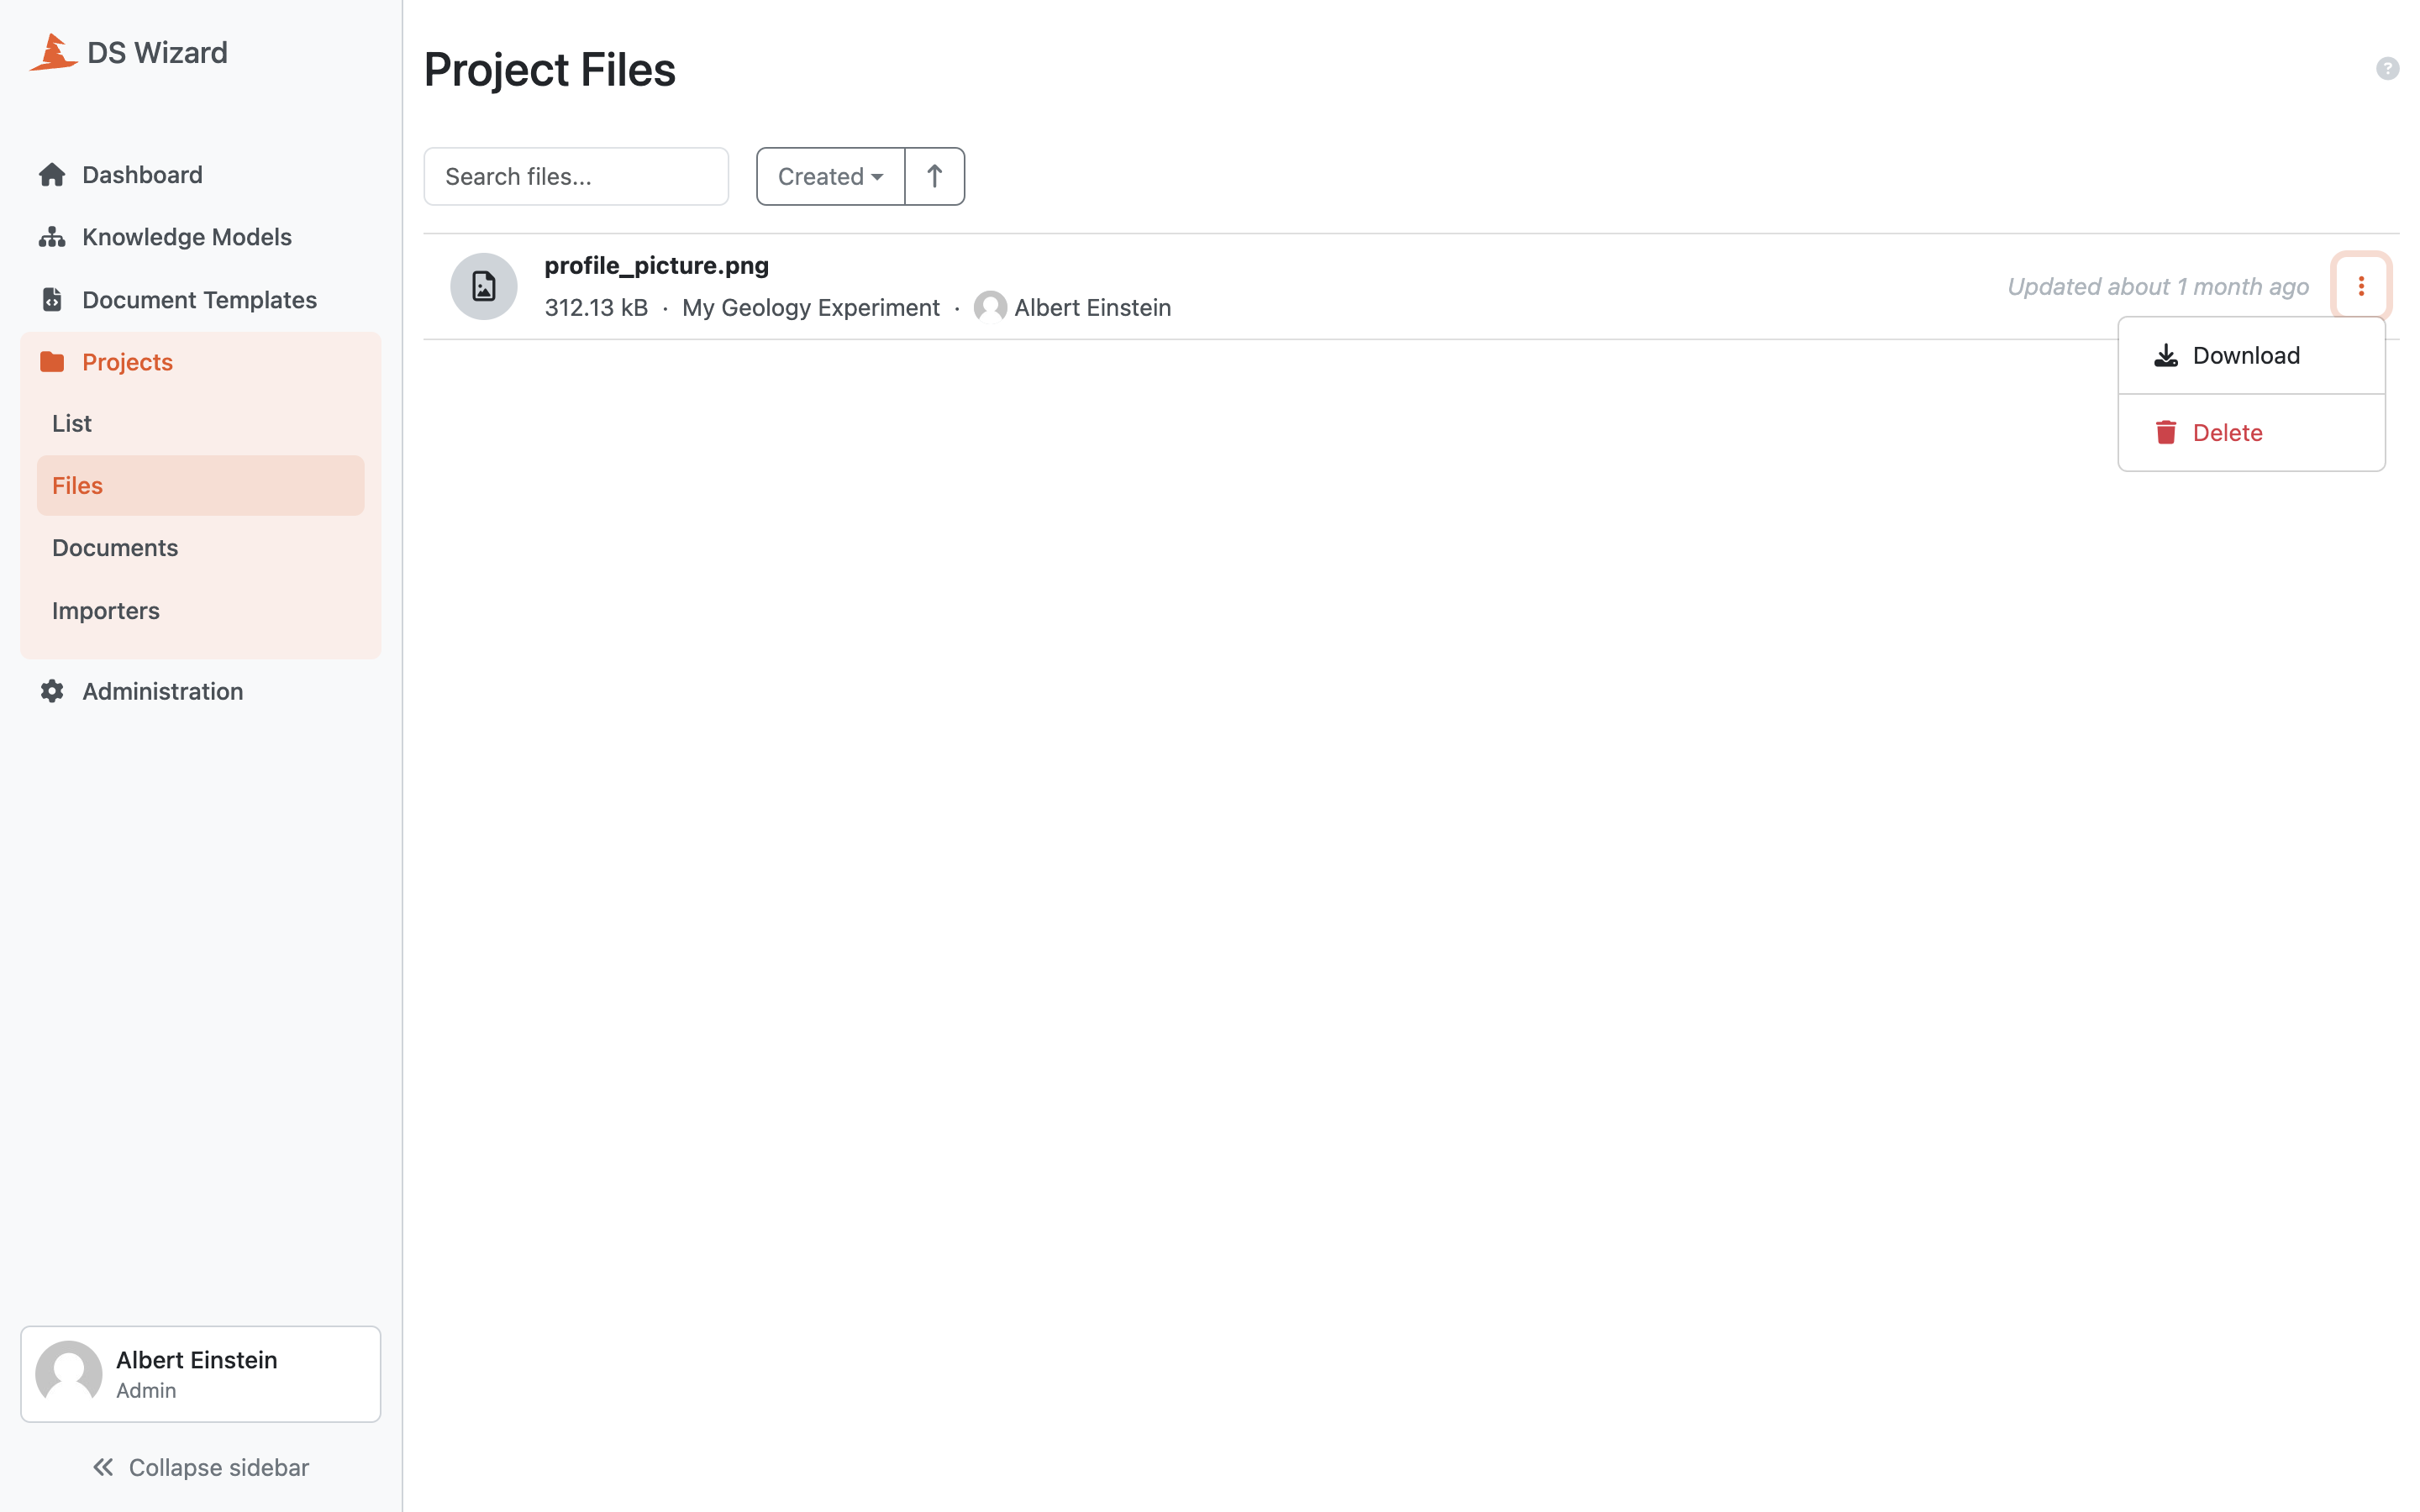 DS Wizard
Dashboard
Knowledge Models
Document Templates
Projects
List
Files
Documents
Importers
Administration
Albert Einstein
Admin
Collapse sidebar
Project Files
?
Search files...
Created
profile_picture.png
312.13 kB · My Geology Experiment · Albert Einstein
Updated about 1 month ago
Download
Delete